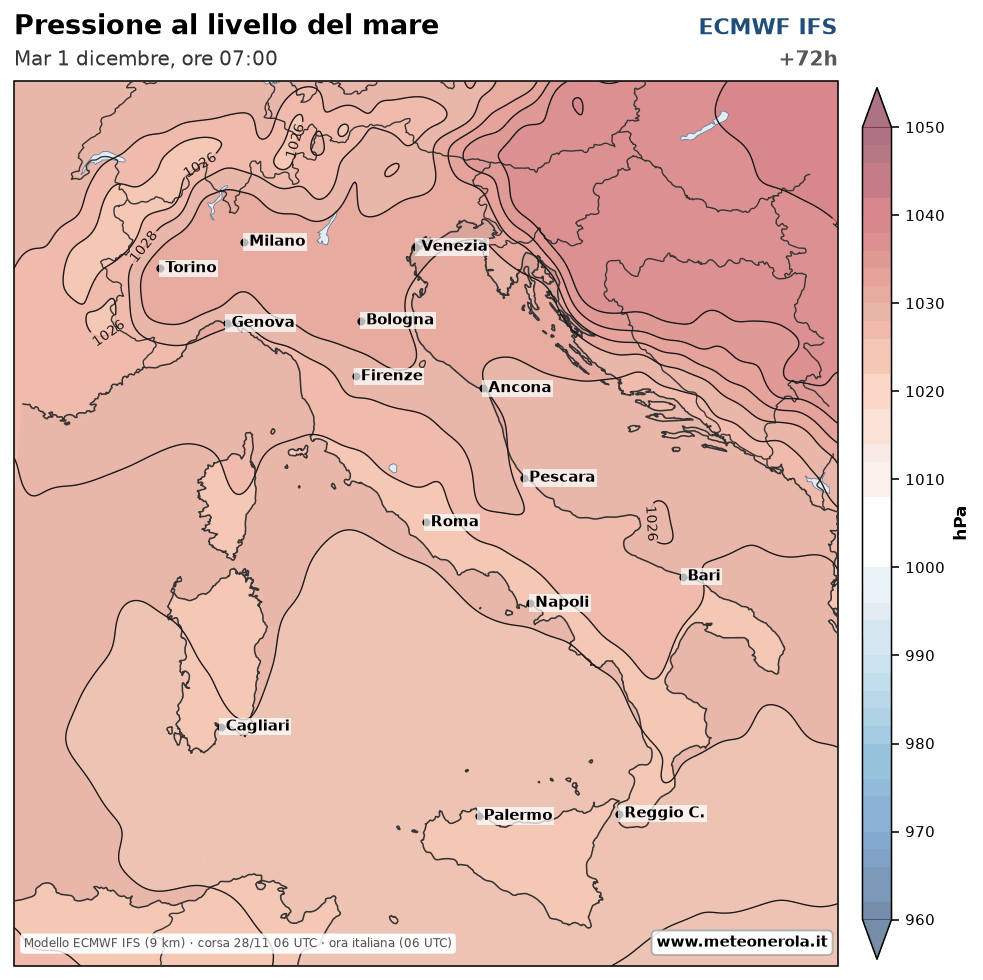 Pressione al livello del mare
ECMWF IFS
Mar 1 dicembre, ore 07:00
+72h
1026
1026
1028
1026
1026
Milano
Torino
Venezia
Genova
Bologna
Firenze
Ancona
Pescara
Roma
Bari
Napoli
Cagliari
Palermo
Reggio C.
1050
1040
1030
1020
1010
1000
990
980
970
960
hPa
Modello ECMWF IFS (9 km) · corsa 28/11 06 UTC · ora italiana (06 UTC)
www.meteonerola.it